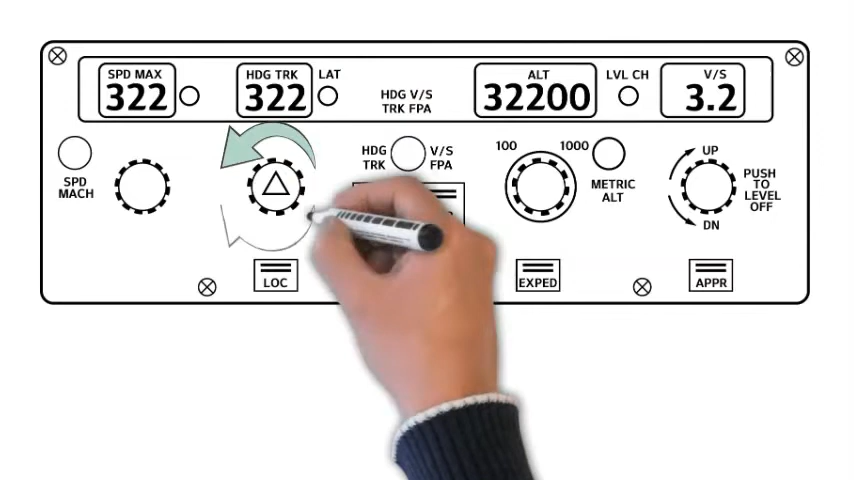 SPD MAX
322
HDG TRK
322
LAT
HDG V/S
TRK FPA
ALT
32200
LVL CH
V/S
3.2
SPD
MACH
HDG
TRK
V/S
FPA
100
1000
METRIC
ALT
UP
DN
PUSH
TO
LEVEL
OFF
LOC
EXPED
APPR